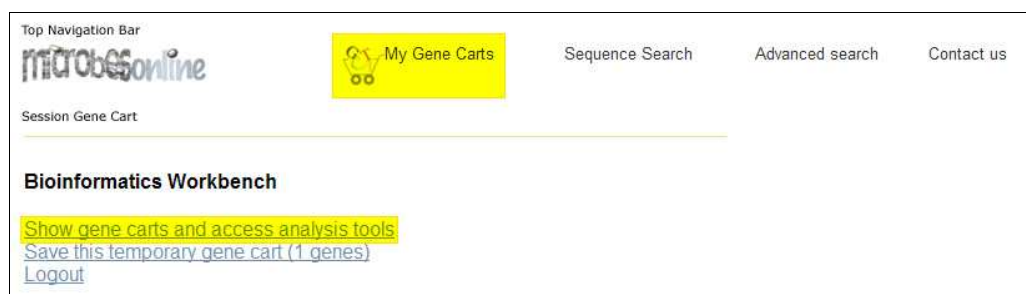 Top Navigation Bar
microbesonline My Gene Carts Sequence Search Advanced search Contact us
Session Gene Cart
Bioinformatics Workbench
Show gene carts and access analysis tools
Save this temporary gene cart (1 genes)
Logout